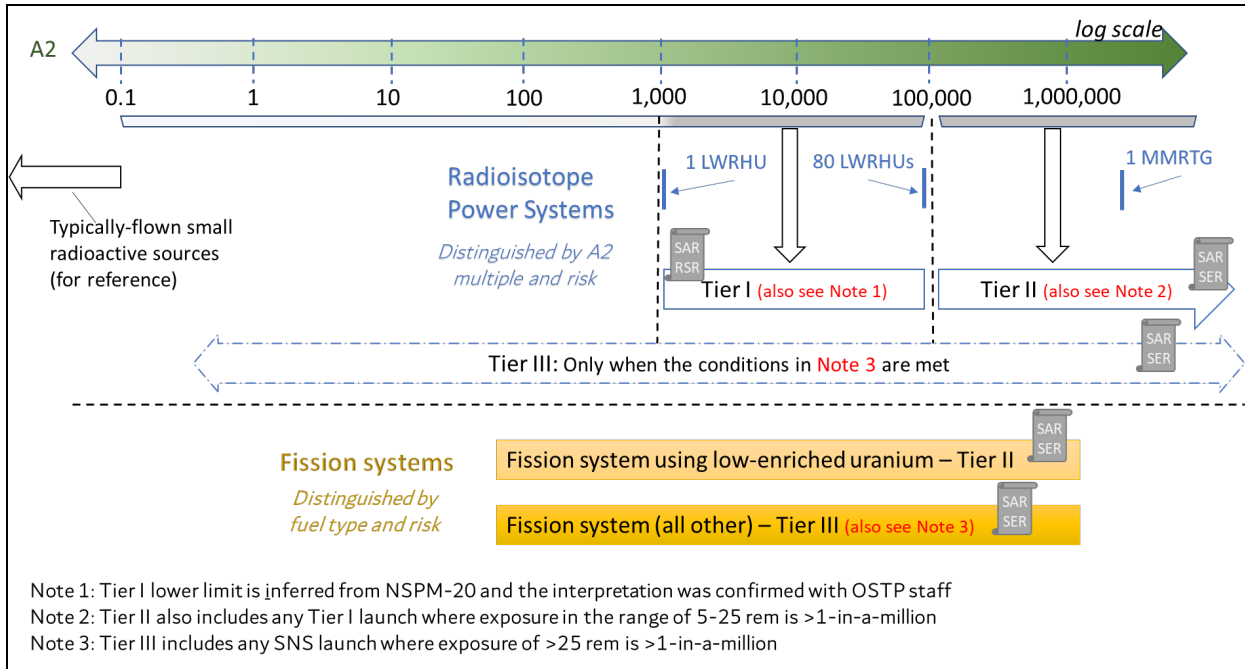 log scale
A2
0.1 1 10 100 1,000 10,000 100,000 1,000,000
1 LWRHU 80 LWRHUs 1 MMRTG
Radioisotope
Power Systems
Distinguished by A2
multiple and risk
Typically-flown small
radioactive sources
(for reference)
SAR
RSR
Tier I (also see Note 1)
SAR
SER
Tier II (also see Note 2)
Tier III: Only when the conditions in Note 3 are met
SAR
SER
Fission systems
Distinguished by
fuel type and risk
Fission system using low-enriched uranium – Tier II
SAR
SER
Fission system (all other) – Tier III (also see Note 3)
SAR
SER
Note 1: Tier I lower limit is inferred from NSPM-20 and the interpretation was confirmed with OSTP staff
Note 2: Tier II also includes any Tier I launch where exposure in the range of 5-25 rem is >1-in-a-million
Note 3: Tier III includes any SNS launch where exposure of >25 rem is >1-in-a-million